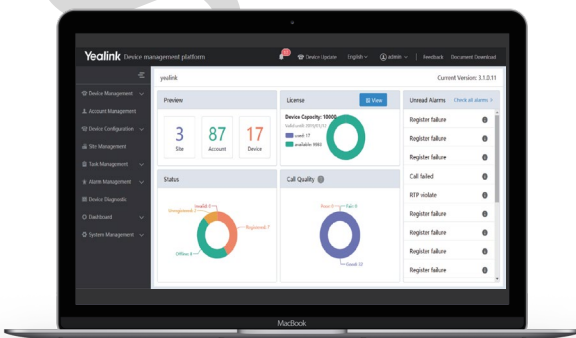 Yealink Device management platform
Device Update English admin Feedback Document Download
yealink Current Version: 3.1.0.11
Device Management
Account Management
Device Configuration
Site Management
Task Management
Alarm Management
Device Diagnostic
Dashboard
System Management
Preview
3 87 17
Site Account Device
License View
Device Capacity: 10000
used: 17
available: 9983
Unread Alarms Check all alarms >
Register failure
Register failure
Register failure
Call failed
RTP violate
Register failure
Register failure
Register failure
Register failure
Status
Invalid: 0
Registered: 7
Offline: 8
Call Quality
Poor: 0 Fair: 0
Good: 32
MacBook